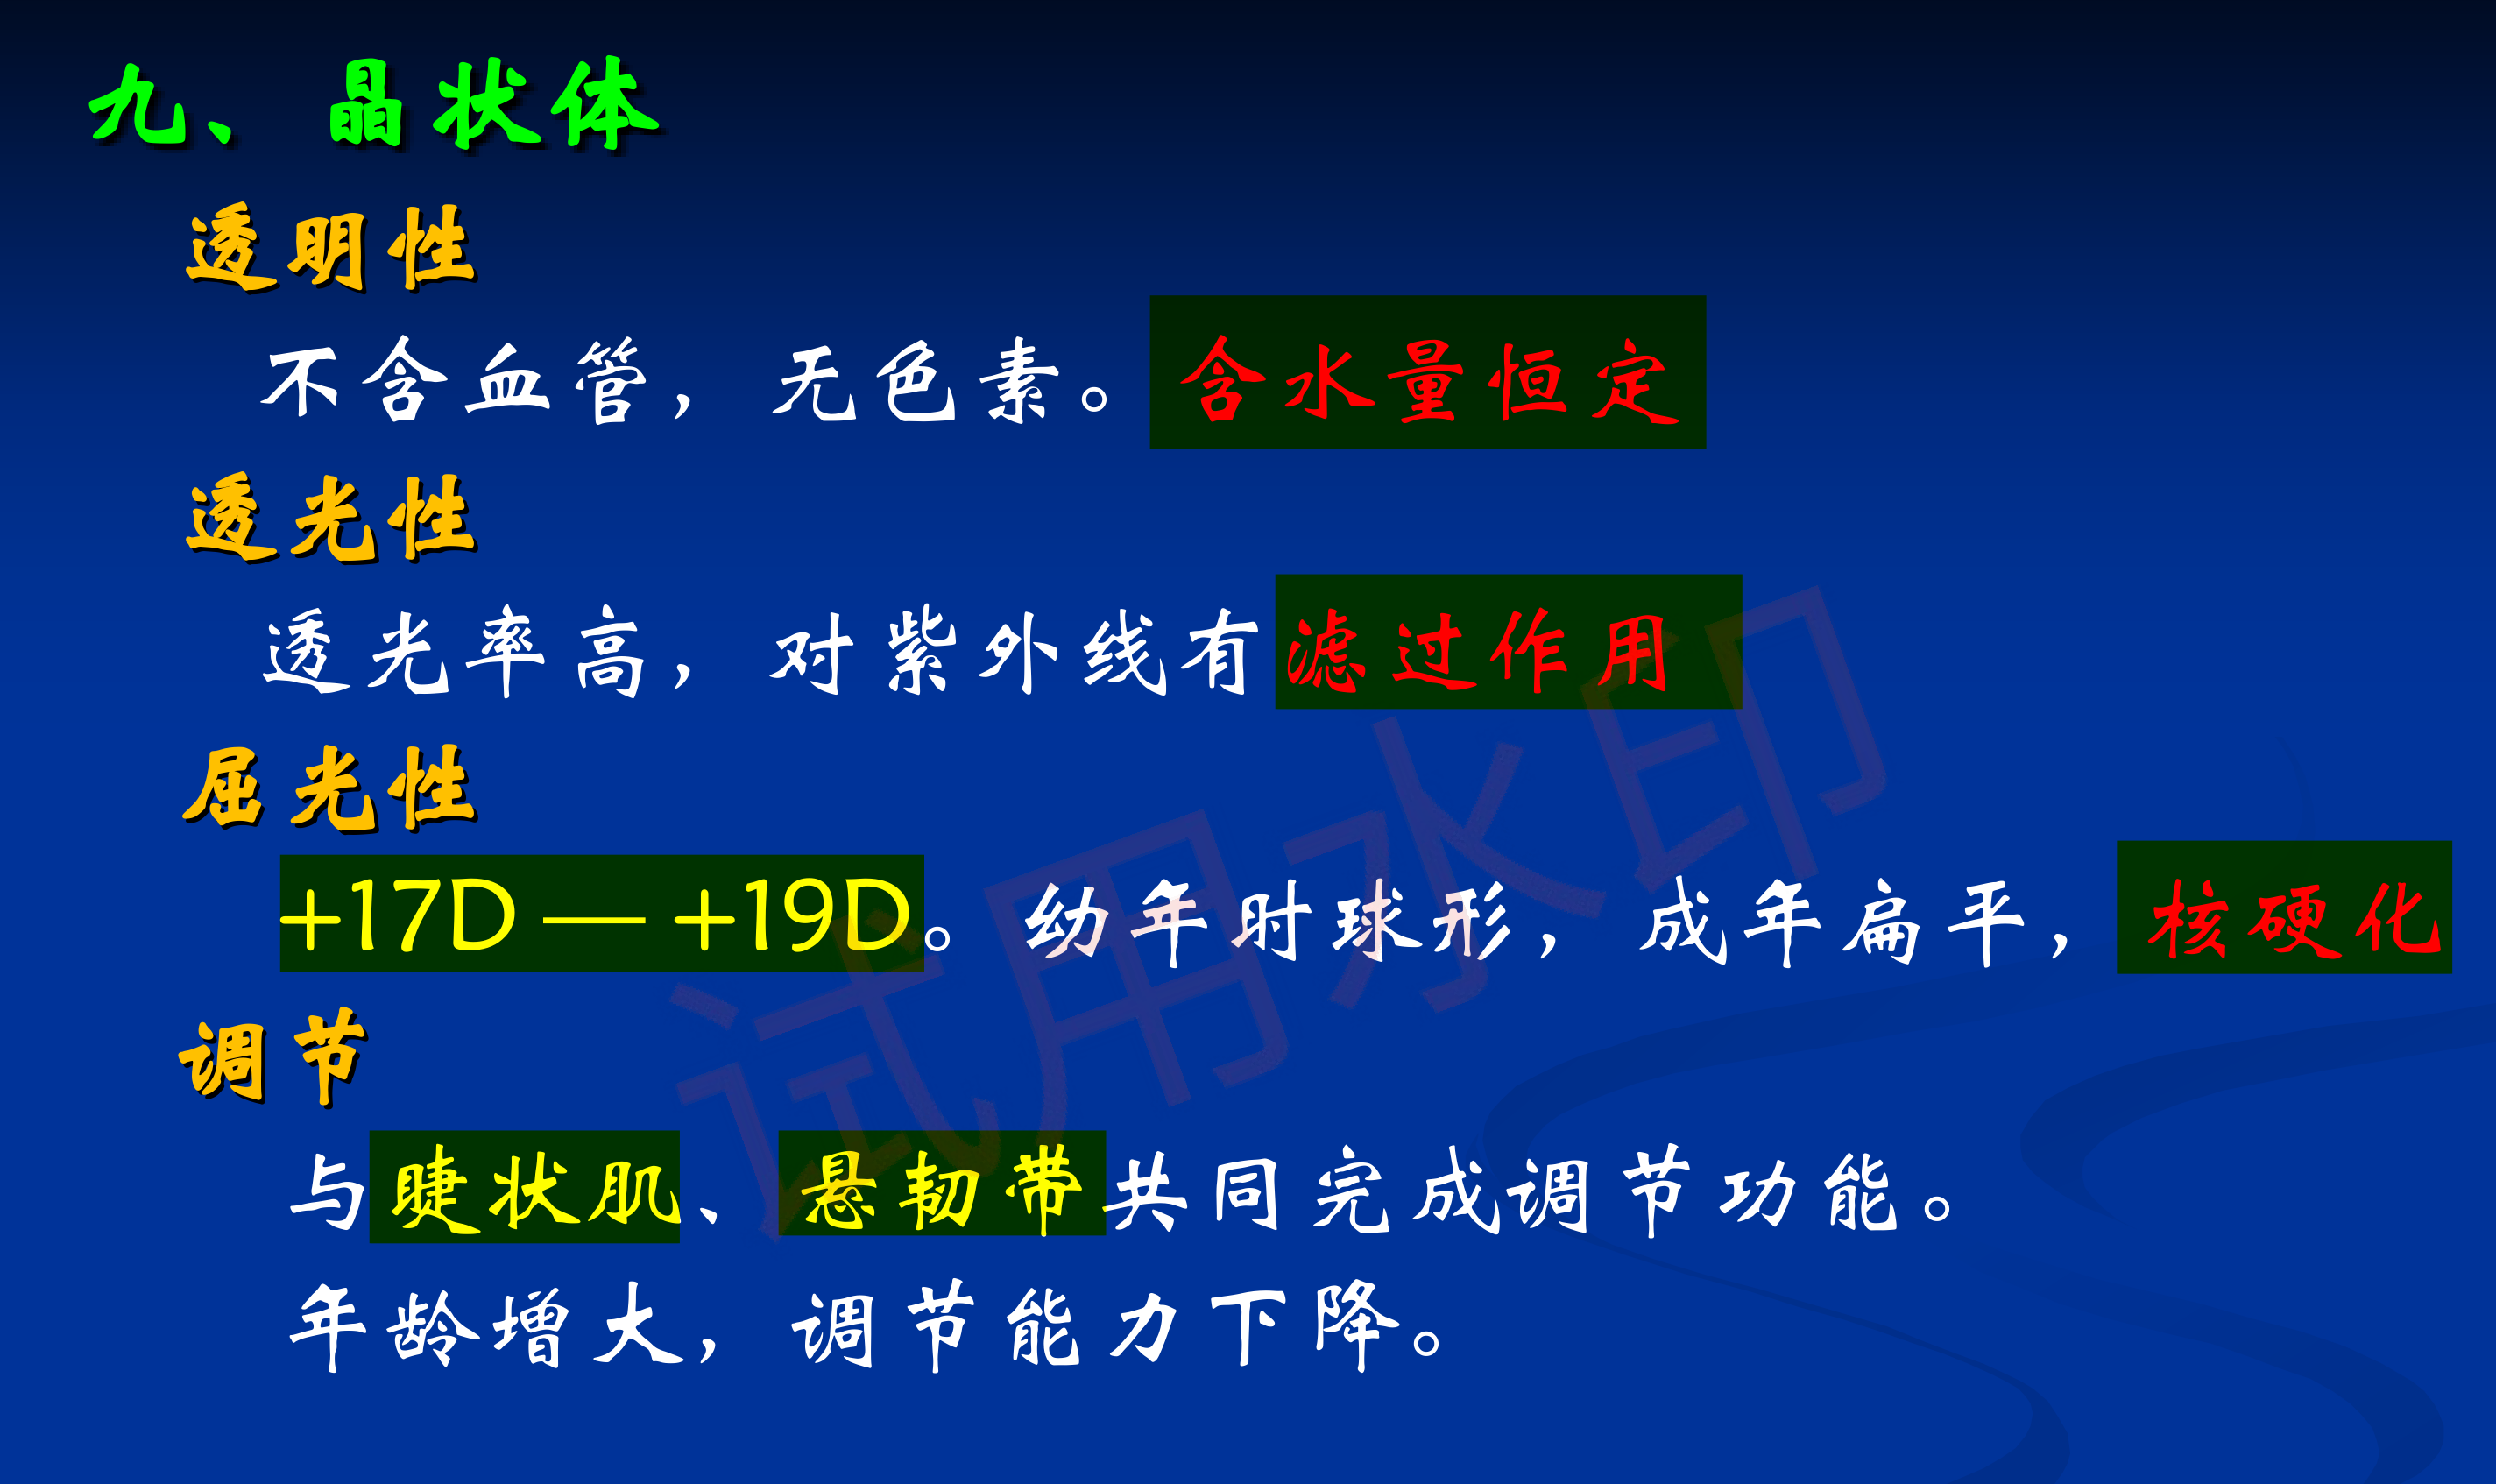 九、晶状体
透明性
不含血管，无色素。含水量恒定
透光性
透光率高，对紫外线有滤过作用
屈光性
+17D — +19D。幼年时球形，成年扁平，核硬化
调节
与睫状肌、悬韧带共同完成调节功能。
年龄增大，调节能力下降。
试用水印